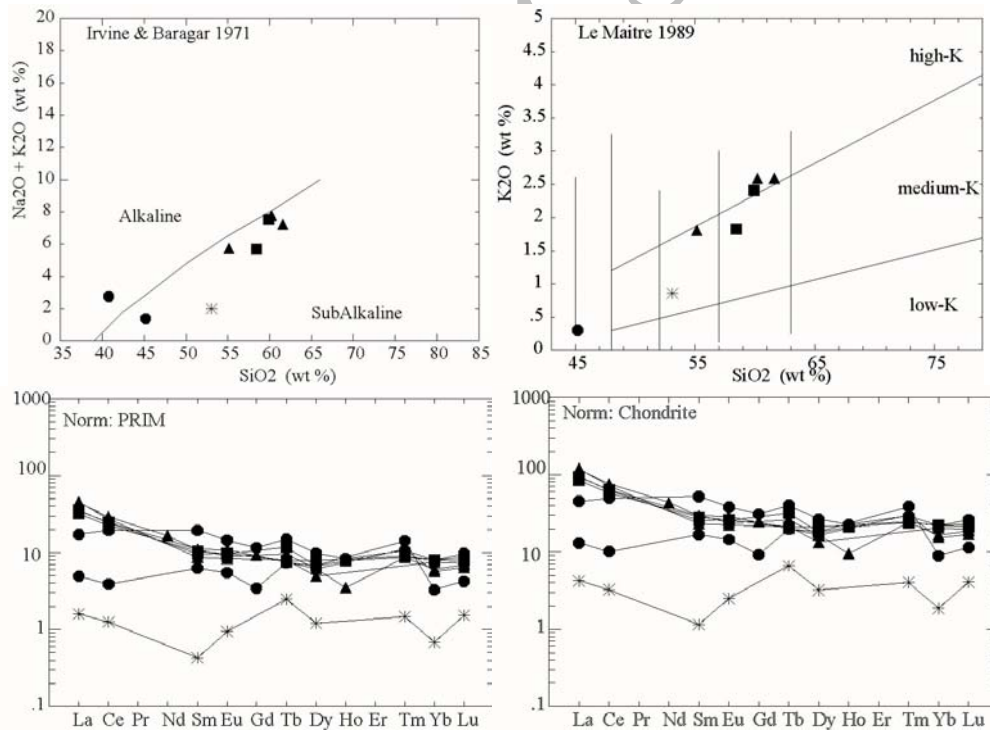 Irvine & Baragar 1971
20
18
16
14
12
10
8
6
4
2
0
Na2O + K2O (wt %)
Alkaline
SubAlkaline
35 40 45 50 55 60 65 70 75 80 85
SiO2 (wt %)
Le Maitre 1989
5
4.5
4
3.5
3
2.5
2
1.5
1
.5
0
K2O (wt %)
high-K
medium-K
low-K
45 55 65 75
SiO2 (wt %)
Norm: PRIM
1000
100
10
1
.1
La Ce Pr Nd Sm Eu Gd Tb Dy Ho Er Tm Yb Lu
Norm: Chondrite
1000
100
10
1
.1
La Ce Pr Nd Sm Eu Gd Tb Dy Ho Er Tm Yb Lu